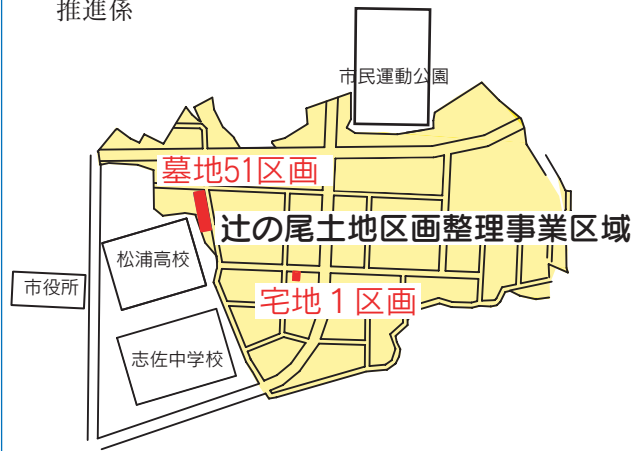 推進係
市民運動公園
墓地51区画
辻の尾土地区画整理事業区域
松浦高校
市役所
宅地1区画
志佐中学校